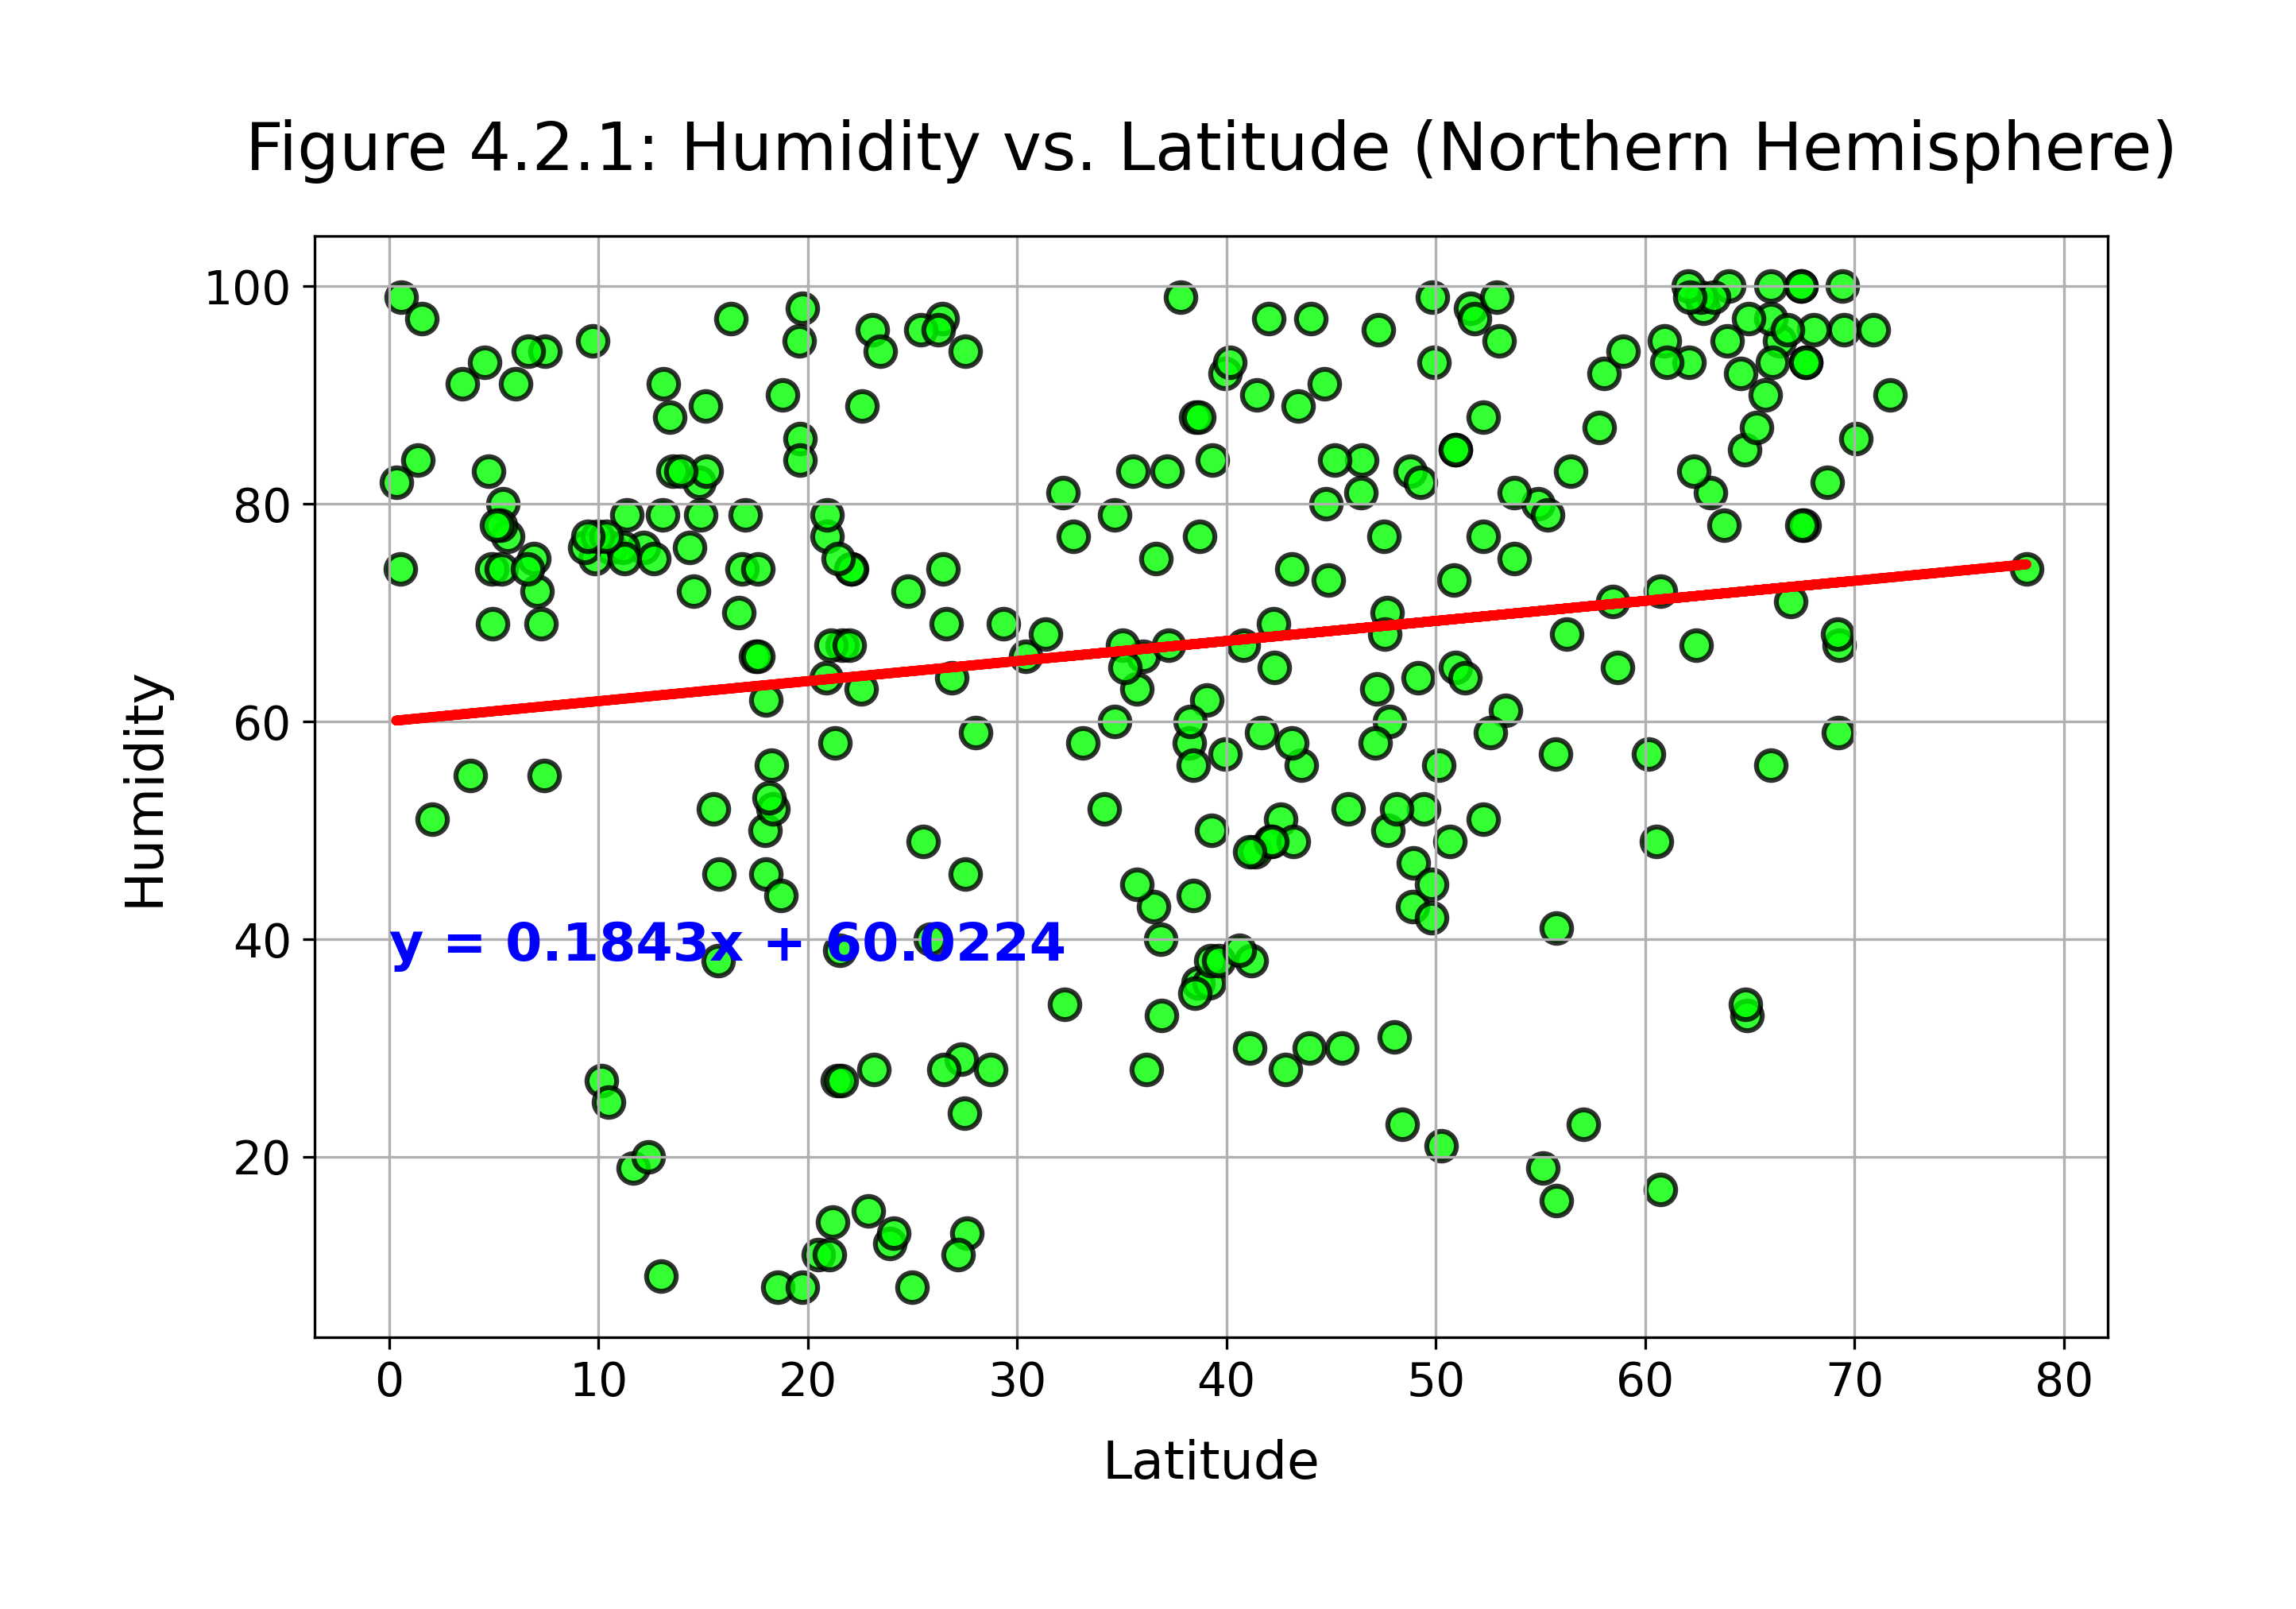 Figure 4.2.1: Humidity vs. Latitude (Northern Hemisphere)
100
80
60
40
20
Humidity
y = 0.1843x + 60.0224
0 10 20 30 40 50 60 70 80
Latitude